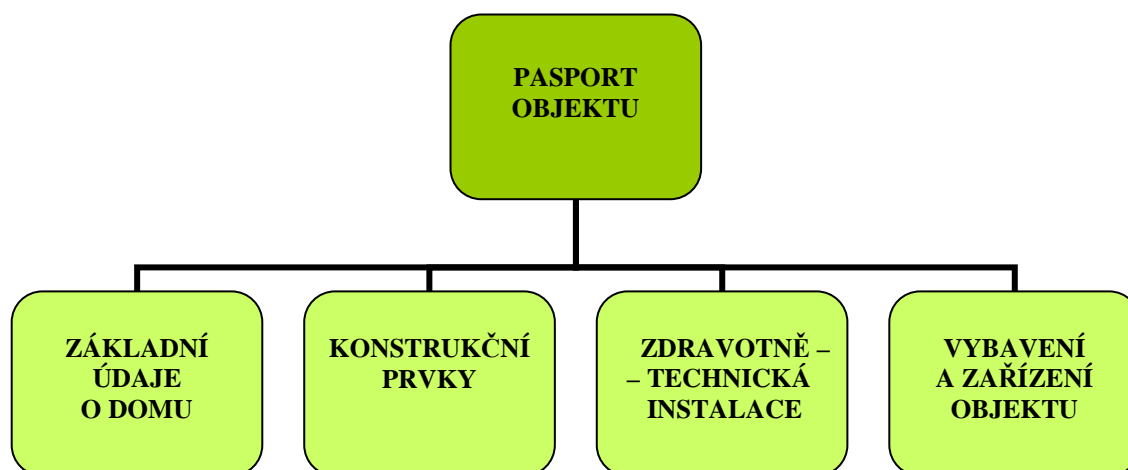 PASPORT
OBJEKTU
ZÁKLADNÍ
ÚDAJE
O DOMU
KONSTRUKČNÍ
PRVKY
ZDRAVOTNĚ –
– TECHNICKÁ
INSTALACE
VYBAVENÍ
A ZAŘÍZENÍ
OBJEKTU